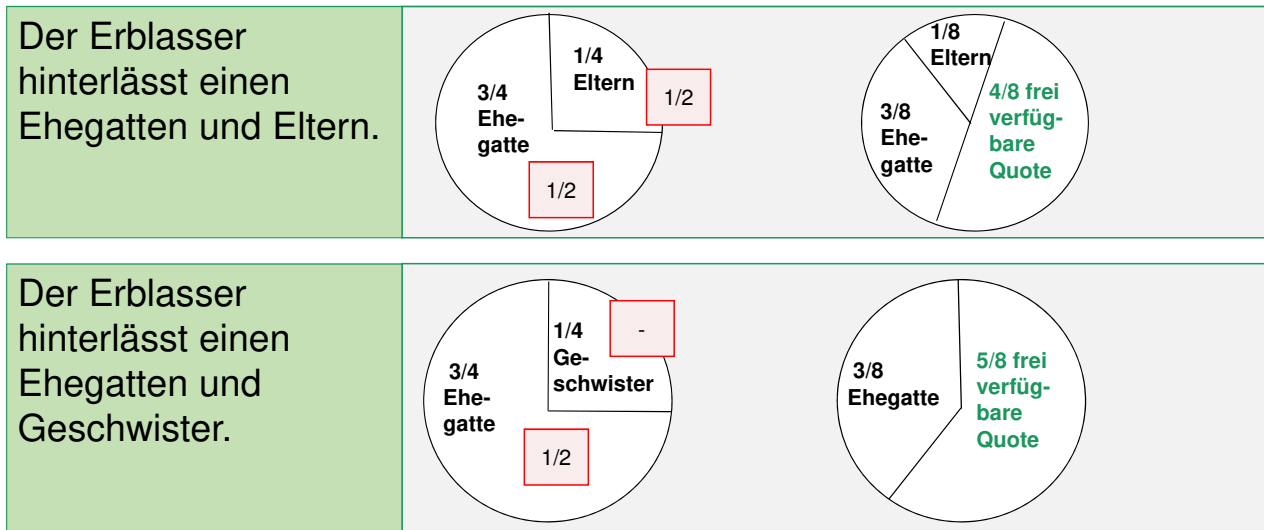 Der Erblasser
hinterlässt einen
Ehegatten und Eltern.
3/4
Ehe-
gatte
1/4
Eltern
1/2
1/2
1/8
Eltern
3/8
Ehe-
gatte
4/8 frei
verfüg-
bare
Quote
Der Erblasser
hinterlässt einen
Ehegatten und
Geschwister.
3/4
Ehe-
gatte
1/4
Ge-
schwister
-
1/2
3/8
Ehegatte
5/8 frei
verfüg-
bare
Quote